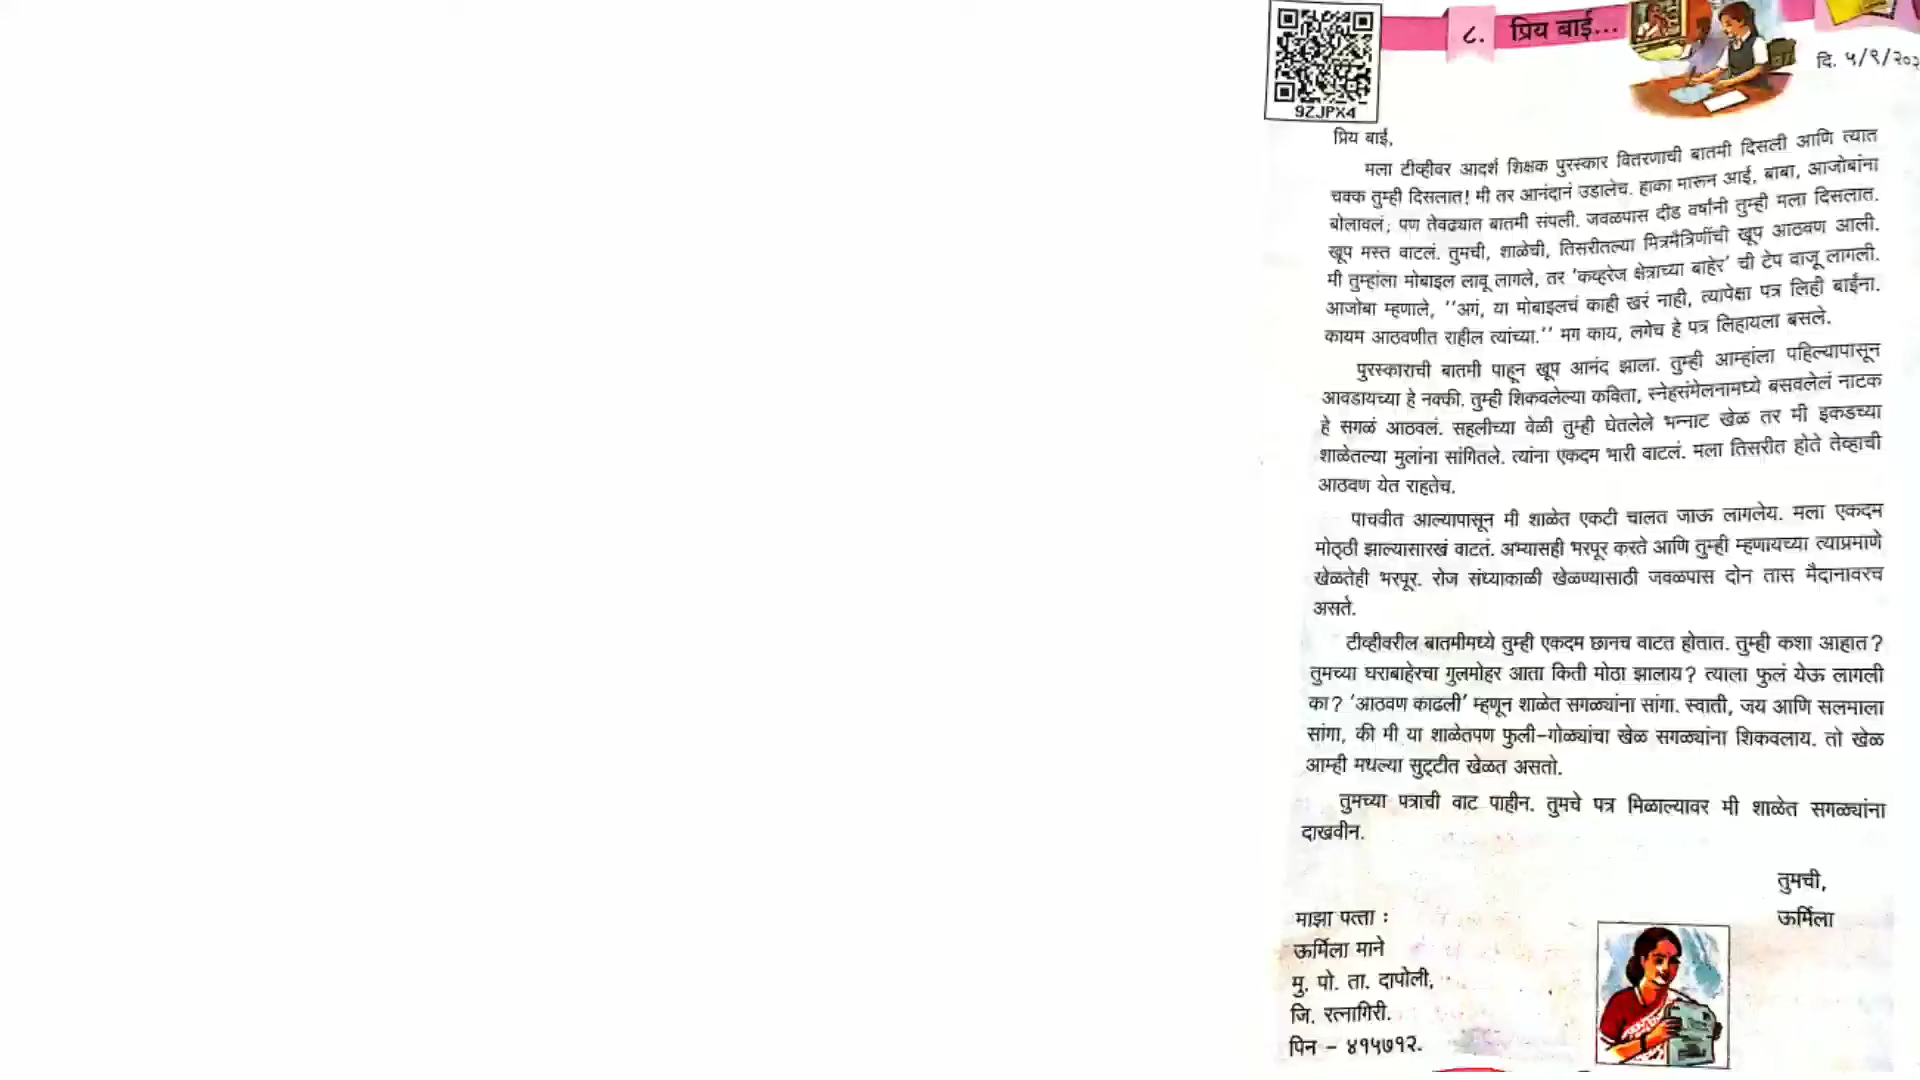 ९ZJPX4
८. प्रिय बाई...
दि. ५/९/२०२
प्रिय बाई,
मला टीव्हीवर आदर्श शिक्षक पुरस्कार वितरणाची बातमी दिसली आणि त्यात
चक्क तुम्ही दिसलात! मी तर आनंदानं उडालेच. हाका मारून आई, बाबा, आजोबांना
बोलावलं; पण तेवढ्यात बातमी संपली. जवळपास दीड वर्षांनी तुम्ही मला दिसलात.
खूप मस्त वाटलं. तुमची, शाळेची, तिसरीतल्या मित्रमैत्रिणींची खूप आठवण आली.
मी तुम्हांला मोबाइल लावू लागले, तर ‘कव्हरेज क्षेत्राच्या बाहेर’ ची टेप वाजू लागली.
आजोबा म्हणाले, ‘‘अगं, या मोबाइलचं काही खरं नाही, त्यापेक्षा पत्र लिही बाईंना.
कायम आठवणीत राहील त्यांच्या.’’ मग काय, लगेच हे पत्र लिहायला बसले.
पुरस्काराची बातमी पाहून खूप आनंद झाला. तुम्ही आम्हांला पहिल्यापासून
आवडायच्या हे नक्की. तुम्ही शिकवलेल्या कविता, स्नेहसंमेलनामध्ये बसवलेलं नाटक
हे सगळं आठवलं. सहलीच्या वेळी तुम्ही घेतलेले भन्नाट खेळ तर मी इकडच्या
शाळेतल्या मुलांना सांगितले. त्यांना एकदम भारी वाटलं. मला तिसरीत होते तेव्हाची
आठवण येत राहतेच.
पाचवीत आल्यापासून मी शाळेत एकटी चालत जाऊ लागलेय. मला एकदम
मोठ्ठी झाल्यासारखं वाटतं. अभ्यासही भरपूर करते आणि तुम्ही म्हणायच्या त्याप्रमाणे
खेळतेही भरपूर. रोज संध्याकाळी खेळण्यासाठी जवळपास दोन तास मैदानावरच
असते.
टीव्हीवरील बातमीमध्ये तुम्ही एकदम छानच वाटत होतात. तुम्ही कशा आहात?
तुमच्या घराबाहेरचा गुलमोहर आता किती मोठा झालाय? त्याला फुलं येऊ लागली
का? ‘आठवण काढली’ म्हणून शाळेत सगळ्यांना सांगा. स्वाती, जय आणि सलमाला
सांगा, की मी या शाळेतपण फुली-गोळ्यांचा खेळ सगळ्यांना शिकवलाय. तो खेळ
आम्ही मधल्या सुट्टीत खेळत असतो.
तुमच्या पत्राची वाट पाहीन. तुमचे पत्र मिळाल्यावर मी शाळेत सगळ्यांना
दाखवीन.
तुमची,
ऊर्मिला
माझा पत्ता :
ऊर्मिला माने
मु. पो. ता. दापोली,
जि. रत्नागिरी.
पिन - ४१५७१२.